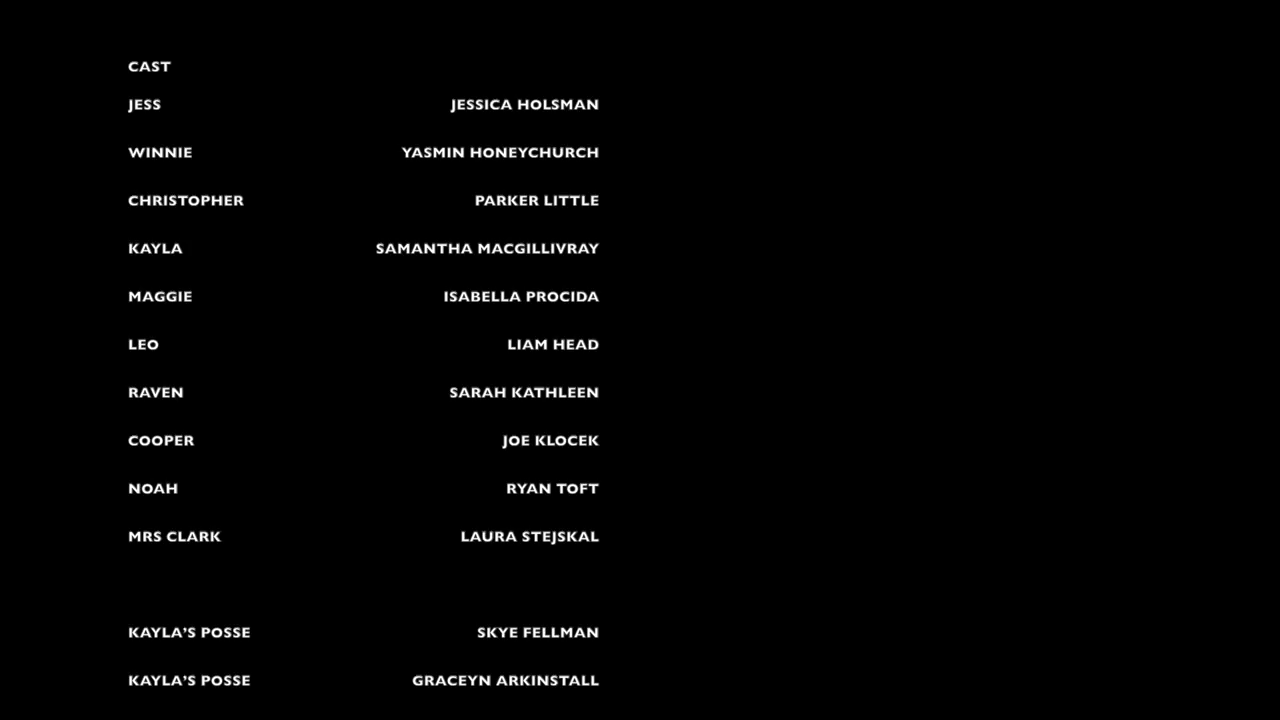 CAST
JESS JESSICA HOLSMAN
WINNIE YASMIN HONEYCHURCH
CHRISTOPHER PARKER LITTLE
KAYLA SAMANTHA MACGILLIVRAY
MAGGIE ISABELLA PROCIDA
LEO LIAM HEAD
RAVEN SARAH KATHLEEN
COOPER JOE KLOCEK
NOAH RYAN TOFT
MRS CLARK LAURA STEJSKAL
KAYLA’S POSSE SKYE FELLMAN
KAYLA’S POSSE GRACEYN ARKINSTALL